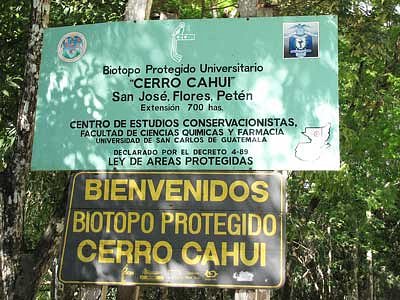 Biotopo Protegido Universitario
"CERRO CAHUI"
San José, Flores, Petén
Extensión 700 has.
CENTRO DE ESTUDIOS CONSERVACIONISTAS,
FACULTAD DE CIENCIAS QUIMICAS Y FARMACIA
UNIVERSIDAD DE SAN CARLOS DE GUATEMALA
DECLARADO POR EL DECRETO 4-89
LEY DE AREAS PROTEGIDAS
BIENVENIDOS
BIOTOPO PROTEGIDO
CERRO CAHUI